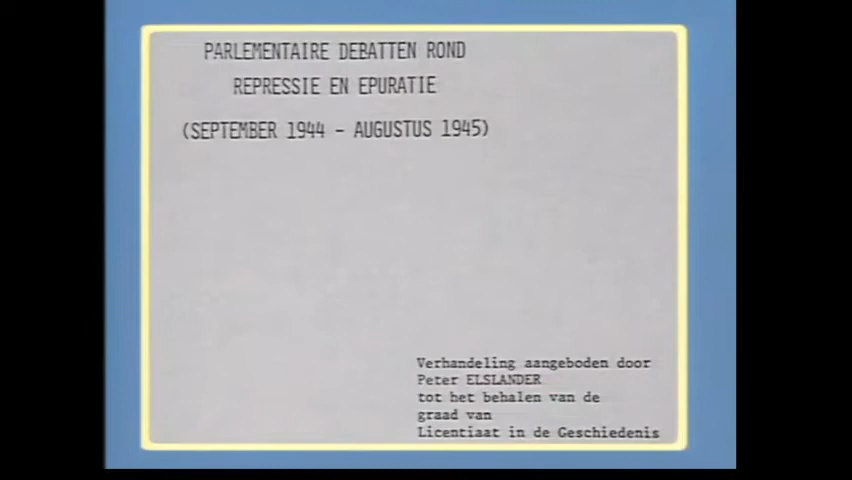 PARLEMENTAIRE DEBATTEN ROND
REPRESSIE EN EPURATIE
(SEPTEMBER 1944 - AUGUSTUS 1945)
Verhandeling aangeboden door
Peter ELSLANDER
tot het behalen van de
graad van
Licentiaat in de Geschiedenis